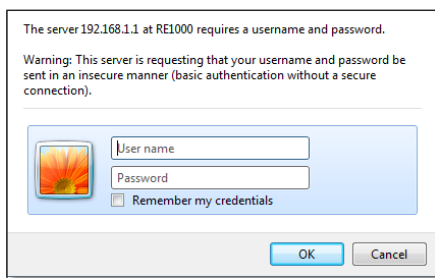 The server 192.168.1.1 at RE1000 requires a username and password.
Warning: This server is requesting that your username and password be
sent in an insecure manner (basic authentication without a secure
connection).
User name
Password
Remember my credentials
OK Cancel